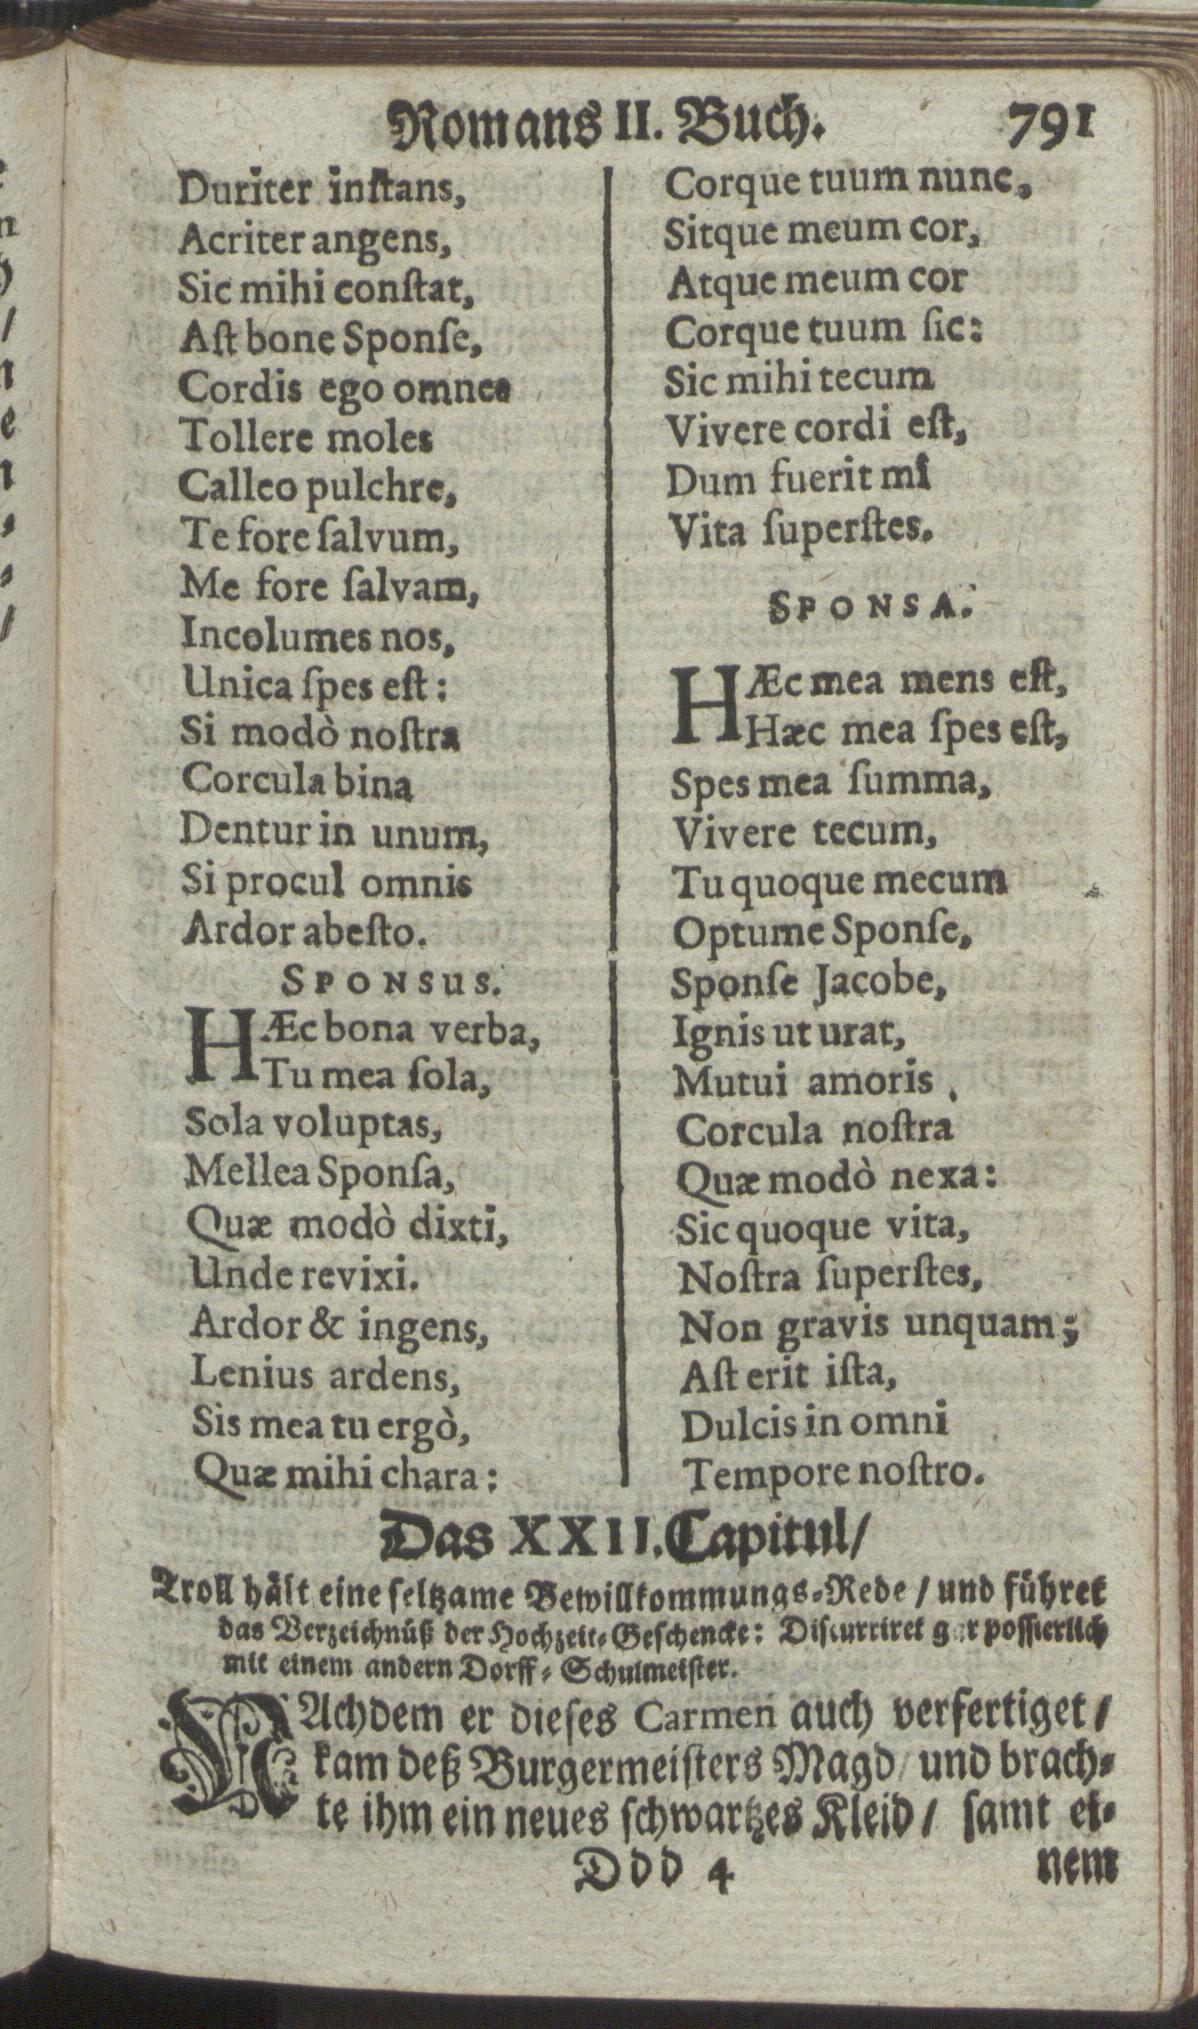 Romans II. Buch. 791
Duriter inſtans,
Acriter angens,
Sic mihi conſtat,
Aſt bone Sponſe,
Cordis ego omnes
Tollere moles
Calleo pulchre,
Te fore ſalvum,
Me fore ſalvam,
Incolumes nos,
Unica ſpes eſt:
Si modò noſtra
Corcula bina
Dentur in unum,
Si procul omnis
Ardor abeſto.
SPONSUS.
HÆc bona verba,
Tu mea ſola,
Sola voluptas,
Mellea Sponſa,
Quæ modò dixti,
Unde revixi.
Ardor & ingens,
Lenius ardens,
Sis mea tu ergò,
Quæ mihi chara:
Corque tuum nunc,
Sitque meum cor,
Atque meum cor
Corque tuum ſic:
Sic mihi tecum
Vivere cordi eſt,
Dum fuerit mî
Vita ſuperſtes.
SPONSA.
HÆc mea mens eſt,
Hæc mea ſpes eſt,
Spes mea ſumma,
Vivere tecum,
Tu quoque mecum
Optume Sponſe,
Sponſe Jacobe,
Ignis ut urat,
Mutui amoris,
Corcula noſtra
Quæ modò nexa:
Sic quoque vita,
Noſtra ſuperſtes,
Non gravis unquam;
Aſt erit iſta,
Dulcis in omni
Tempore noſtro.
Das XXII. Capitul/
Troll hält eine ſeltzame Bewillkommungs-Rede / und führet
das Verzeichnüß der Hochzeit-Geſchencke: Diſcurriret gar poſſierlich
mit einem andern Dorff-Schulmeiſter.
NAchdem er dieſes Carmen auch verfertiget /
kam deß Burgermeiſters Magd / und brach-
te ihm ein neues ſchwartzes Kleid / ſamt ei-
Ddd 4 nem